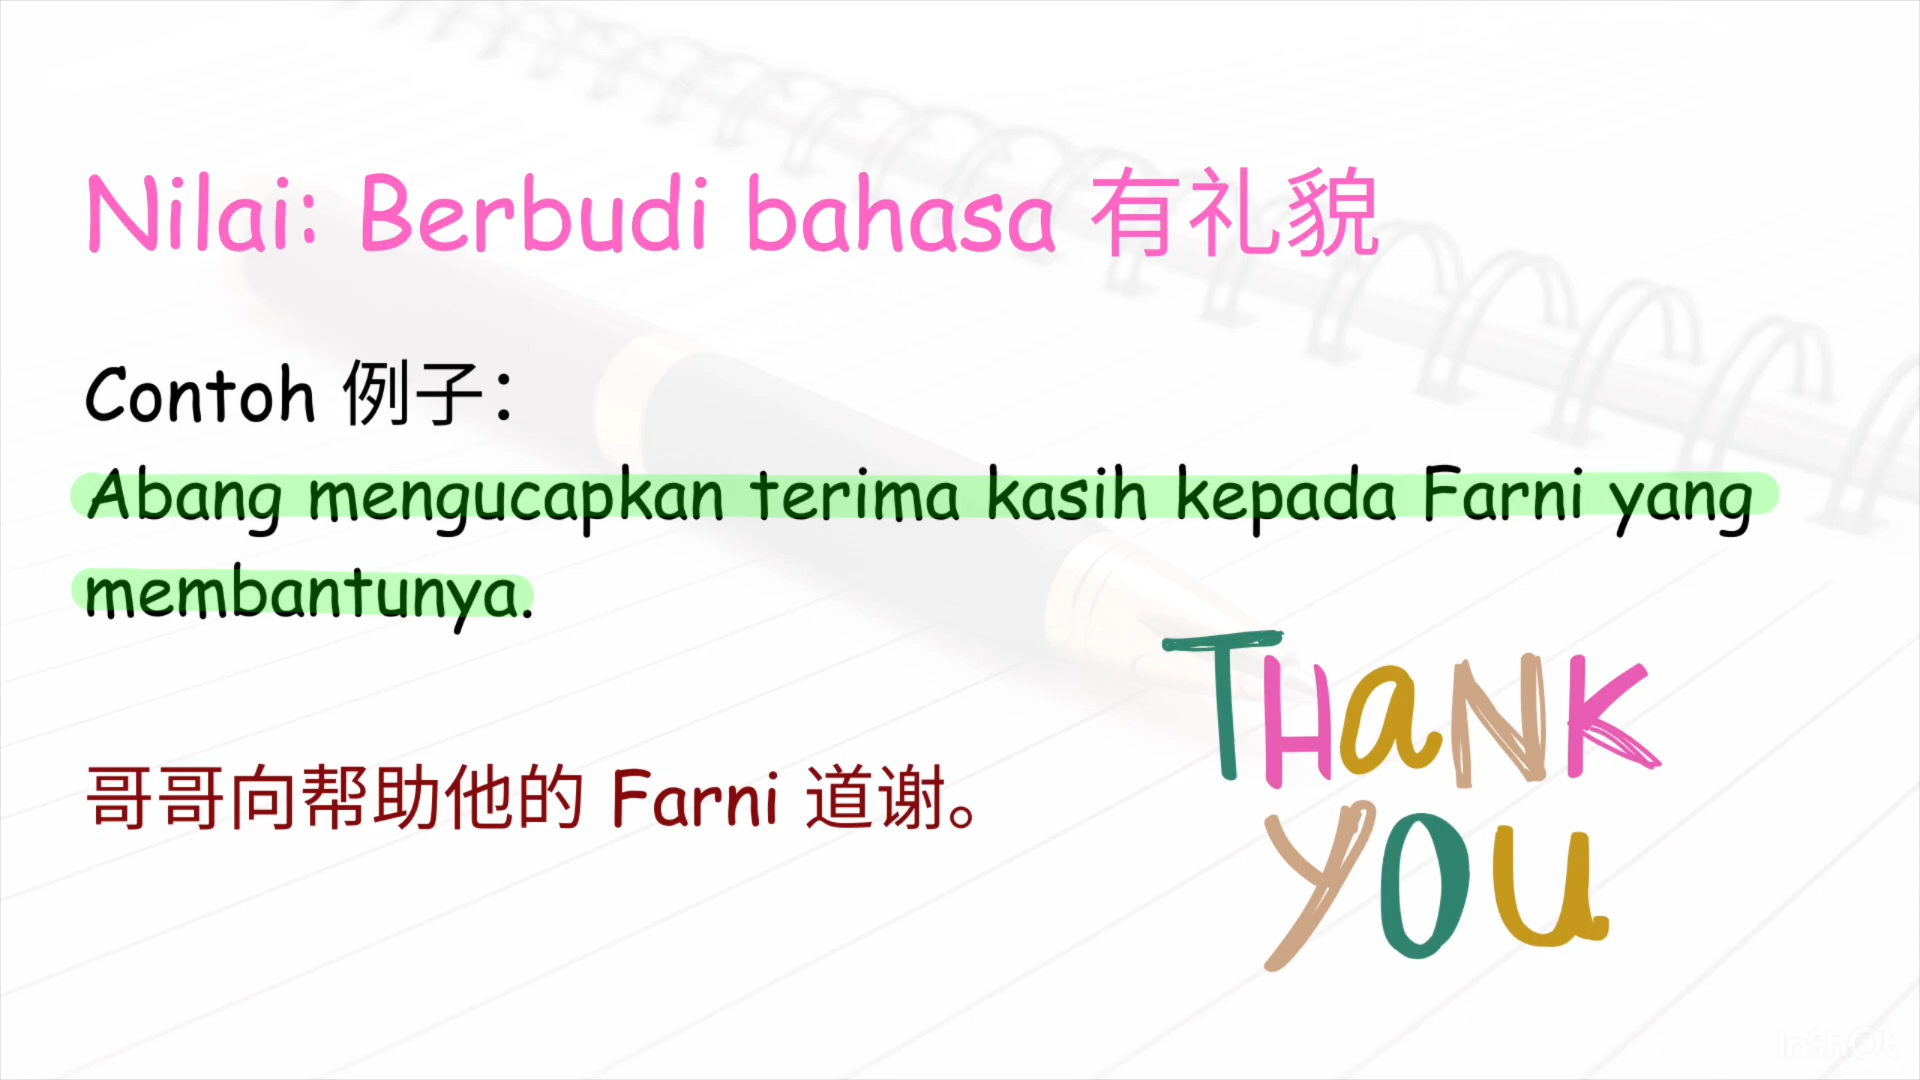 Nilai: Berbudi bahasa 有礼貌
Contoh 例子：
Abang mengucapkan terima kasih kepada Farni yang
membantunya.
哥哥向帮助他的 Farni 道谢。
THaNK
YOu
InShOt